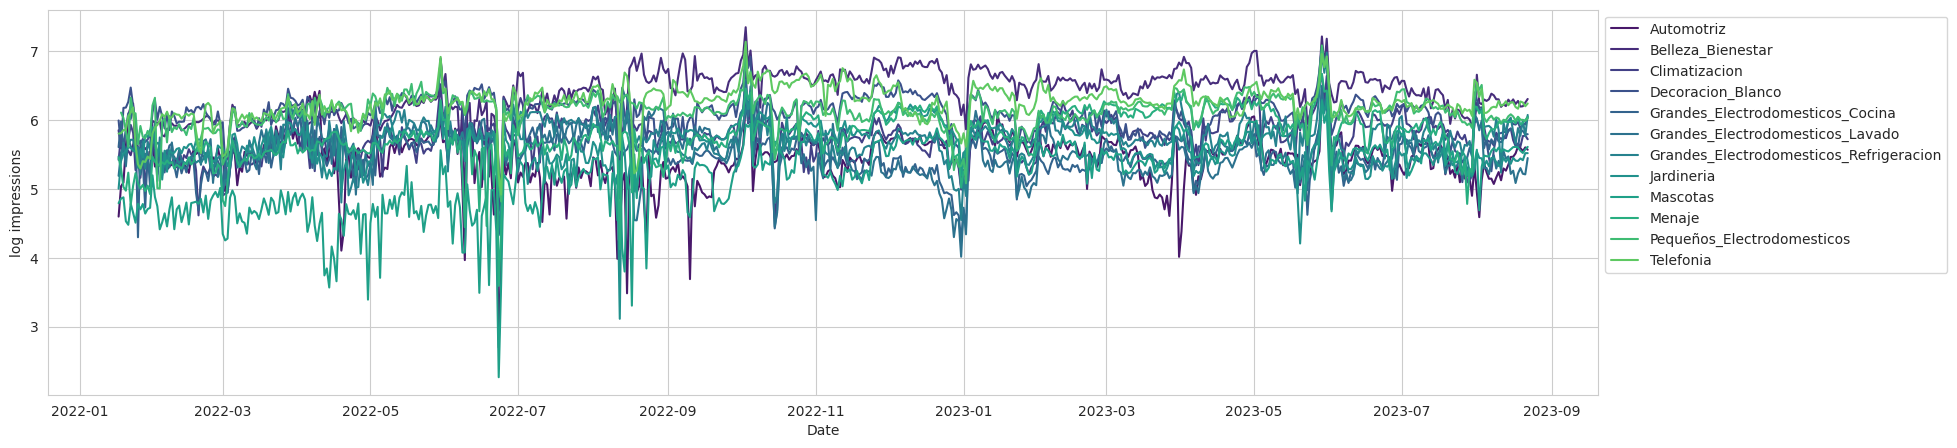 7
6
5
4
3
log impressions
2022-01 2022-03 2022-05 2022-07 2022-09 2022-11 2023-01 2023-03 2023-05 2023-07 2023-09
Date
Automotriz
Belleza_Bienestar
Climatizacion
Decoracion_Blanco
Grandes_Electrodomesticos_Cocina
Grandes_Electrodomesticos_Lavado
Grandes_Electrodomesticos_Refrigeracion
Jardineria
Mascotas
Menaje
Pequeños_Electrodomesticos
Telefonia